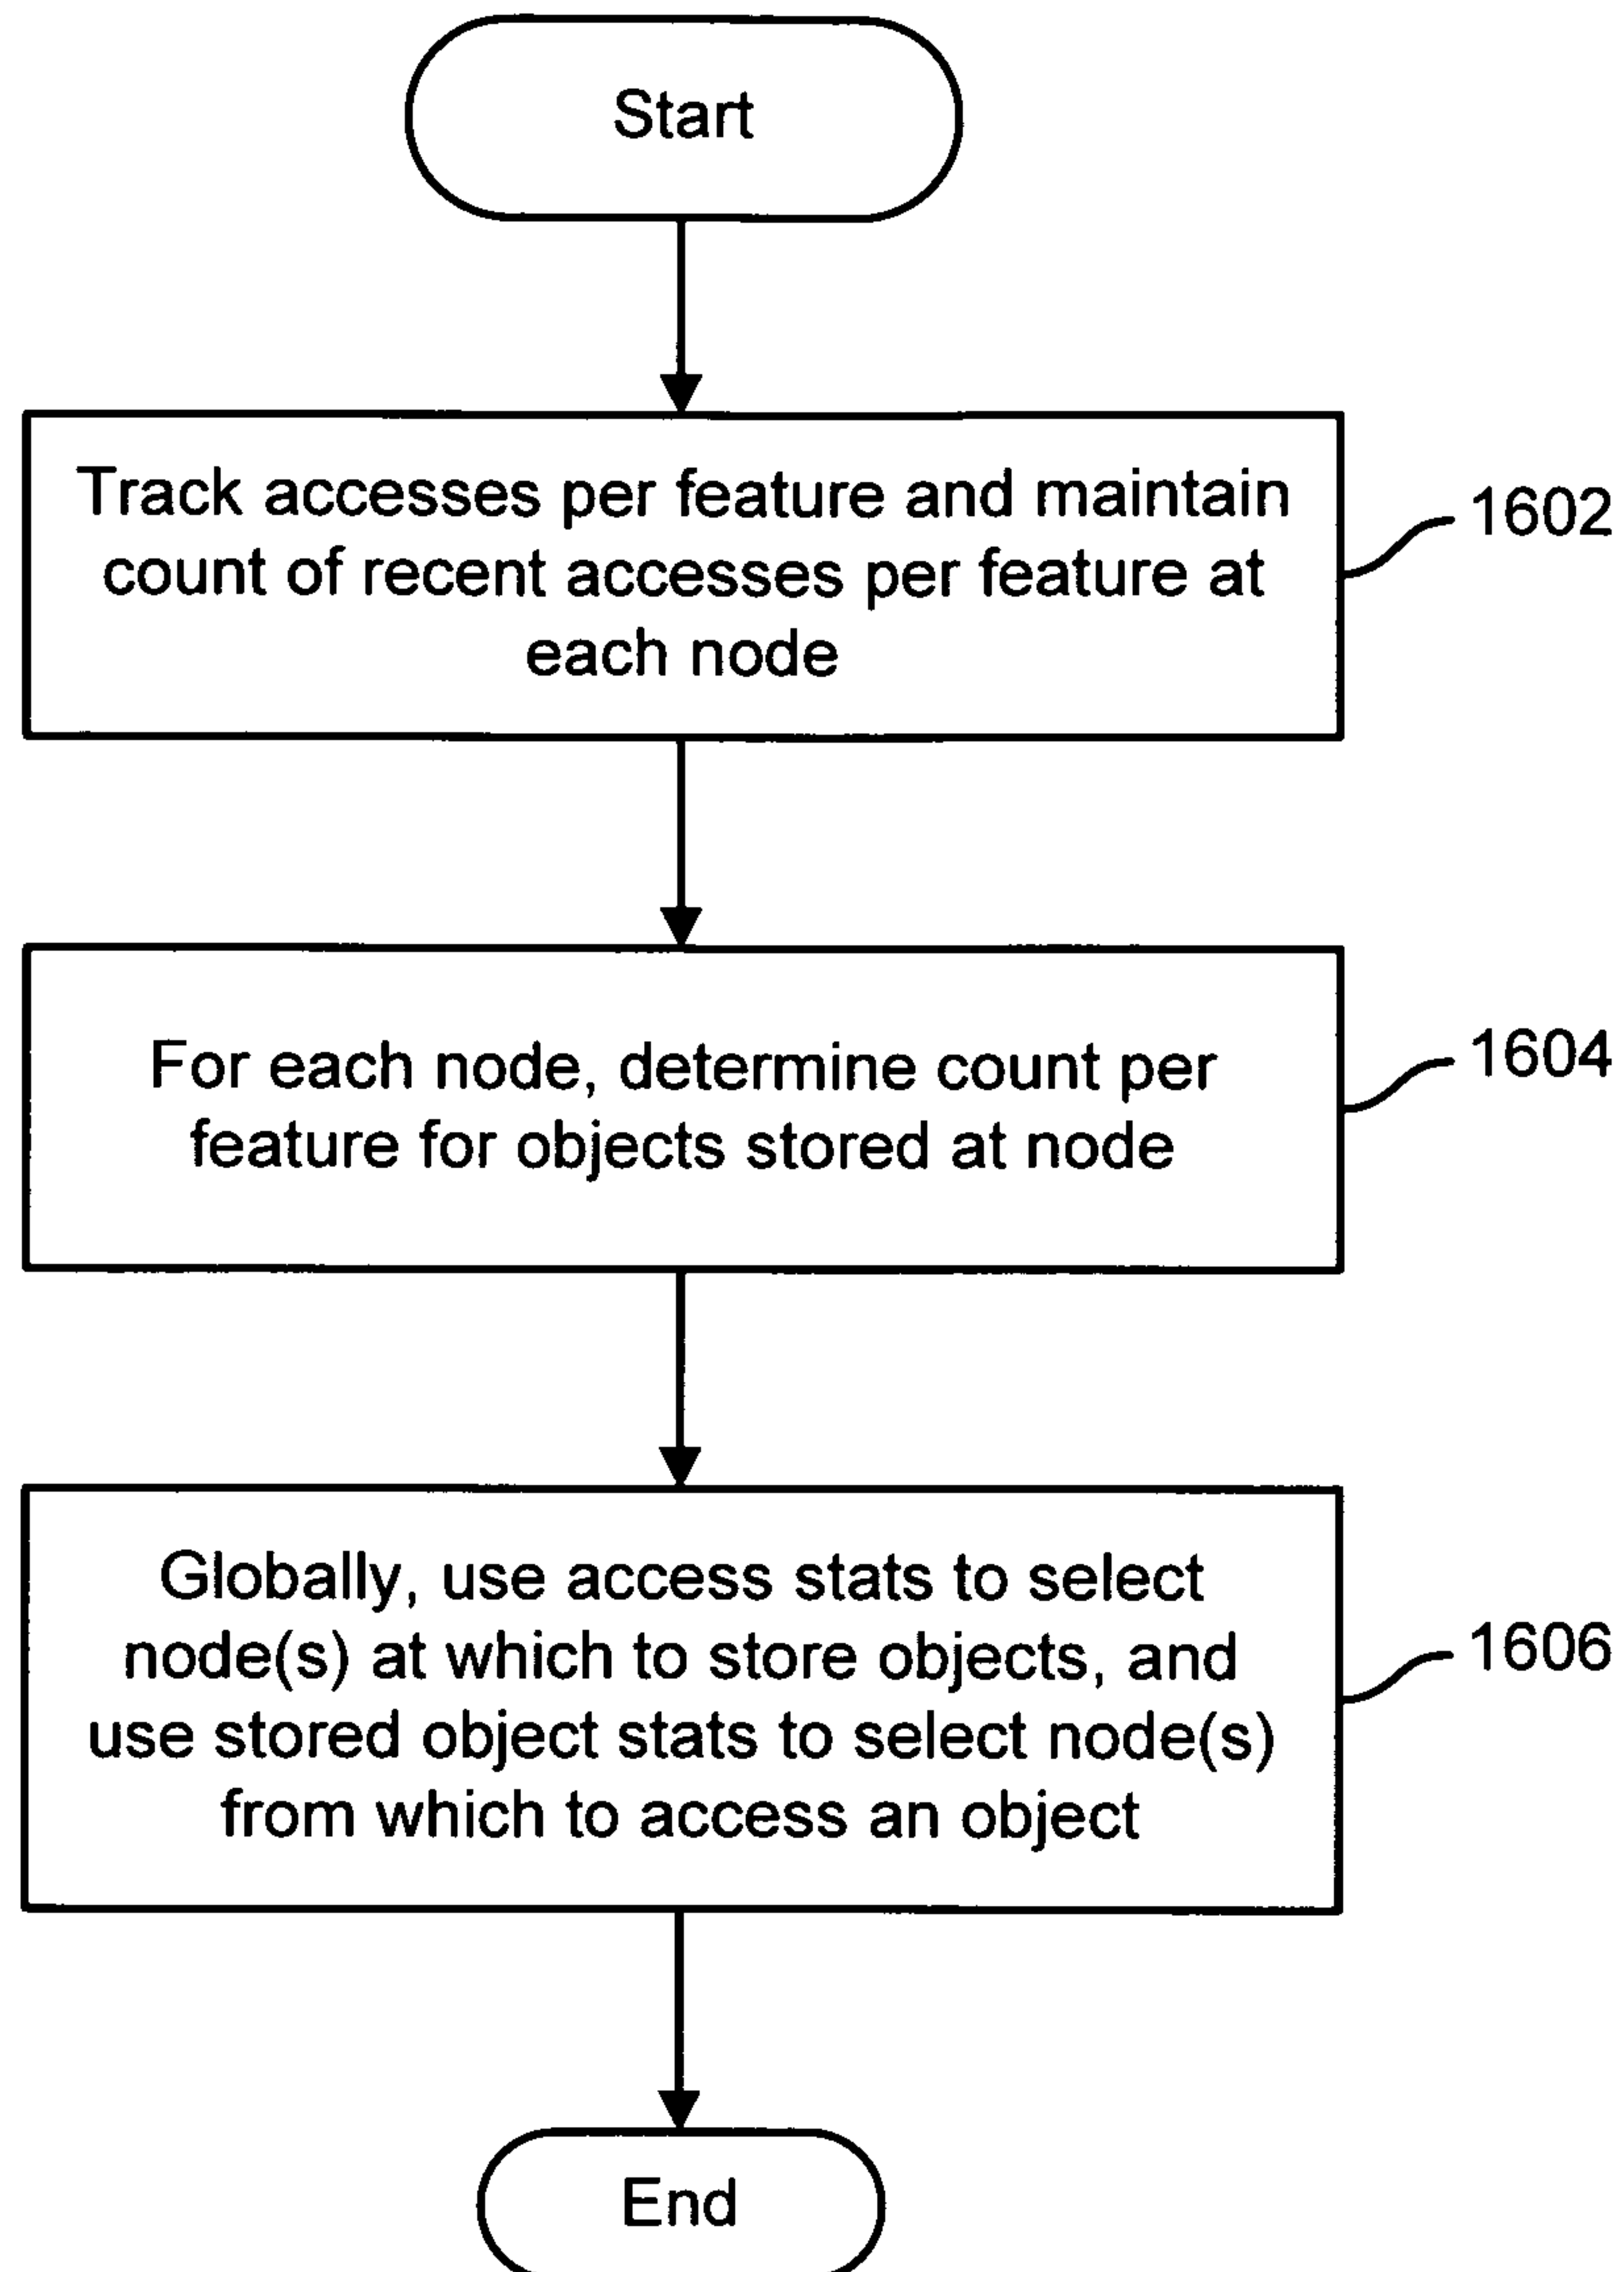 Start
Track accesses per feature and maintain
count of recent accesses per feature at
each node
1602
For each node, determine count per
feature for objects stored at node
1604
Globally, use access stats to select
node(s) at which to store objects, and
use stored object stats to select node(s)
from which to access an object
1606
End